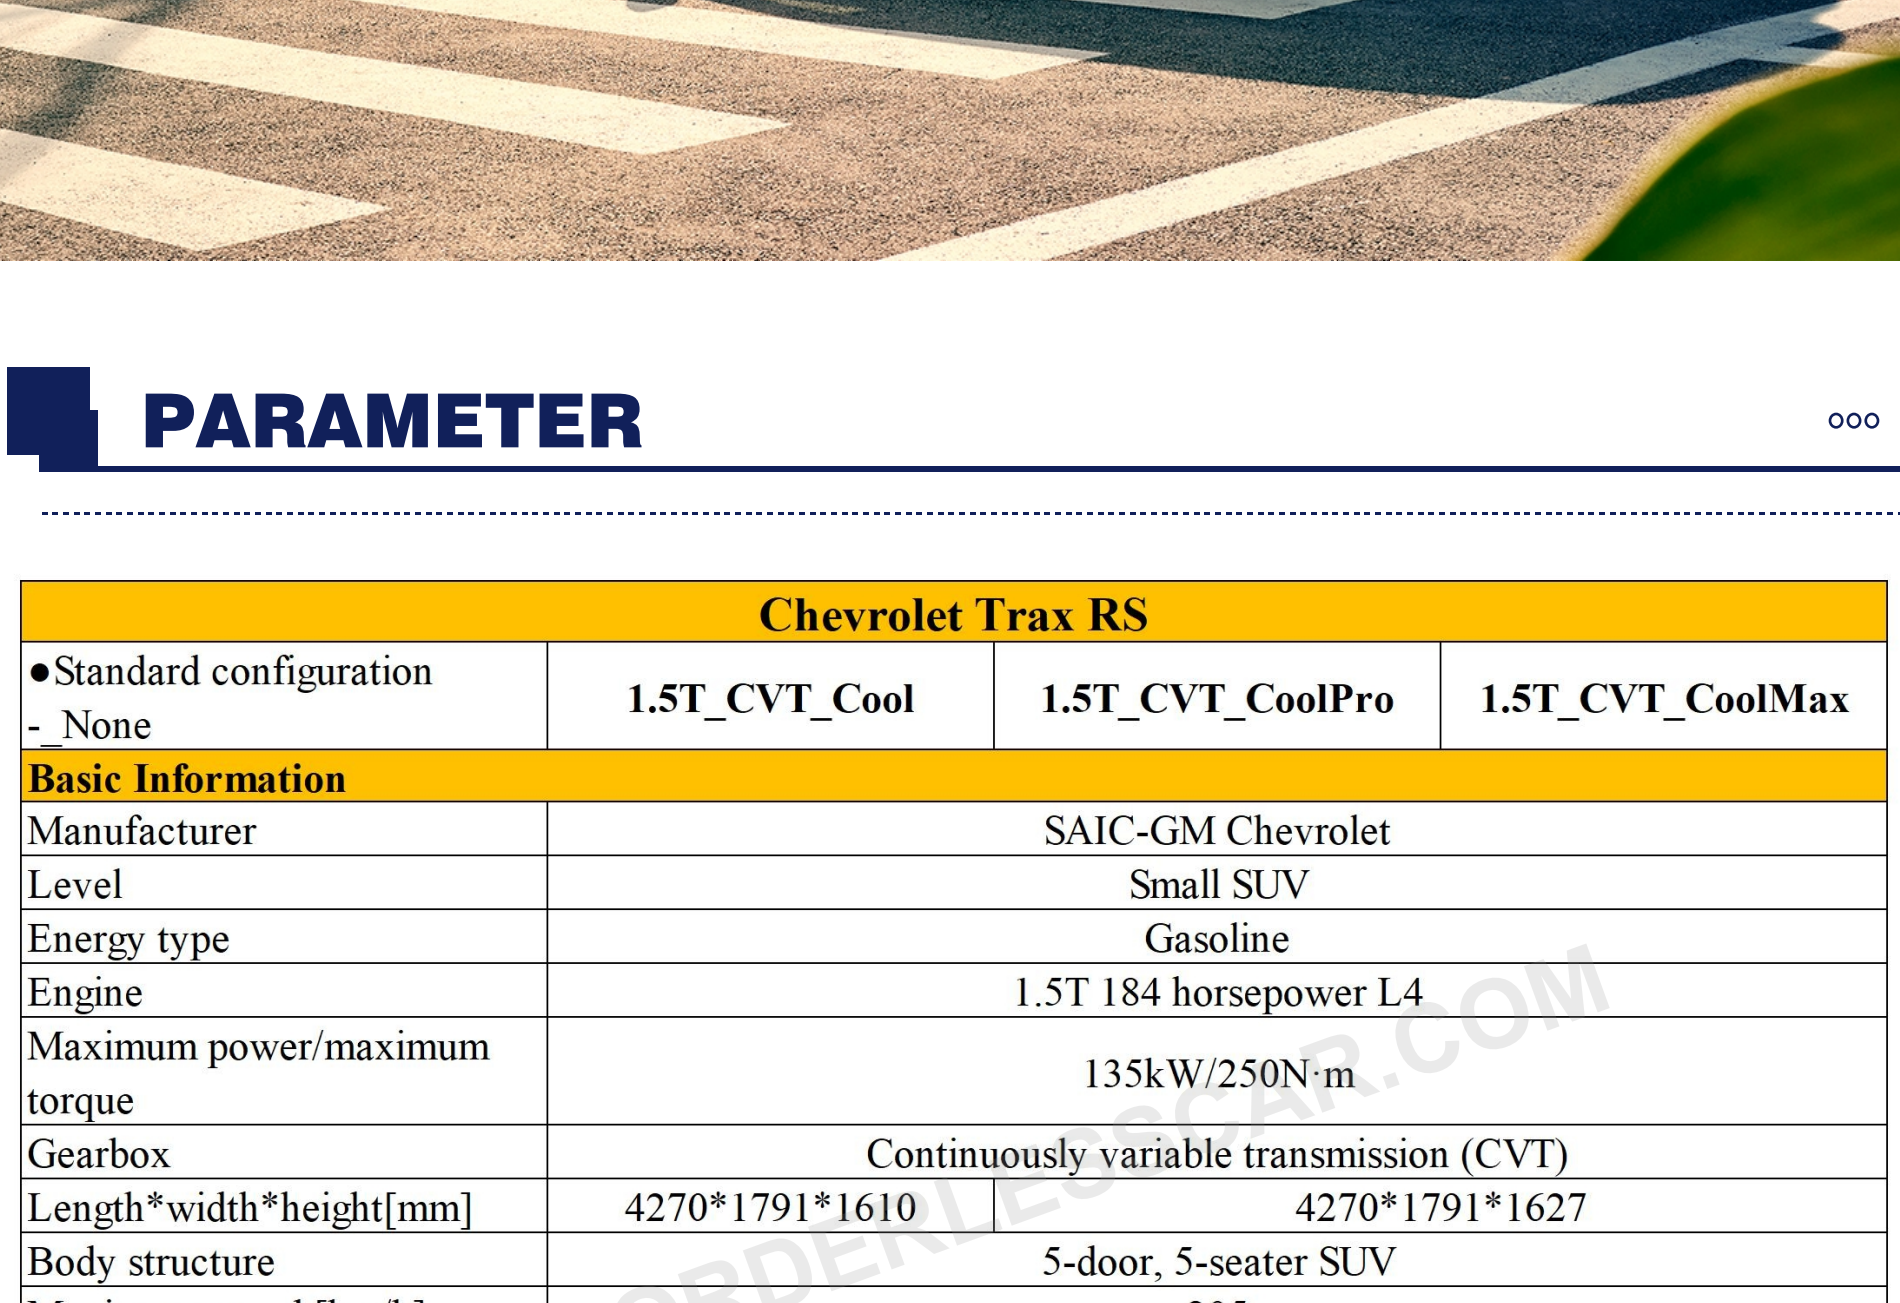 PARAMETER
Chevrolet Trax RS
●Standard configuration
-_None
1.5T_CVT_Cool
1.5T_CVT_CoolPro
1.5T_CVT_CoolMax
Basic Information
Manufacturer
SAIC-GM Chevrolet
Level
Small SUV
Energy type
Gasoline
Engine
1.5T 184 horsepower L4
Maximum power/maximum
torque
135kW/250N·m
Gearbox
Continuously variable transmission (CVT)
Length*width*height[mm]
4270*1791*1610
4270*1791*1627
Body structure
5-door, 5-seater SUV
ORDERLESSCAR.COM